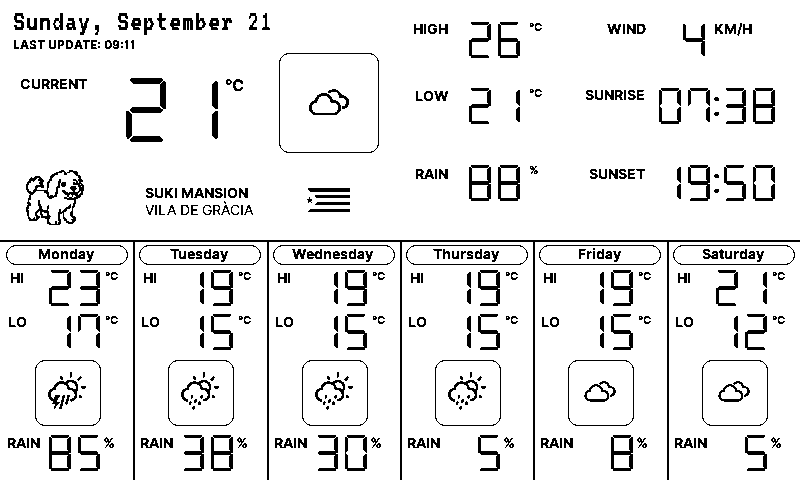 Sunday, September 21
LAST UPDATE: 09:11
CURRENT 21 °C
HIGH 26 °C
WIND 4 KM/H
LOW 21 °C
SUNRISE 07:38
RAIN 88 %
SUNSET 19:50
SUKI MANSION
VILA DE GRÀCIA
Monday
HI 23 °C
LO 17 °C
RAIN 85 %
Tuesday
HI 19 °C
LO 15 °C
RAIN 38 %
Wednesday
HI 19 °C
LO 15 °C
RAIN 30 %
Thursday
HI 19 °C
LO 15 °C
RAIN 5 %
Friday
HI 19 °C
LO 15 °C
RAIN 8 %
Saturday
HI 21 °C
LO 12 °C
RAIN 5 %